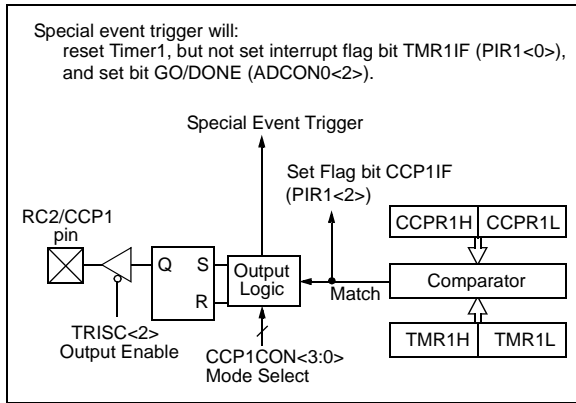 Special event trigger will:
reset Timer1, but not set interrupt flag bit TMR1IF (PIR1<0>),
and set bit GO/DONE (ADCON0<2>).
Special Event Trigger
Set Flag bit CCP1IF
(PIR1<2>)
RC2/CCP1
pin
CCPR1H CCPR1L
Q S
R
Output
Logic
Match
Comparator
TRISC<2>
Output Enable
CCP1CON<3:0>
Mode Select
TMR1H TMR1L